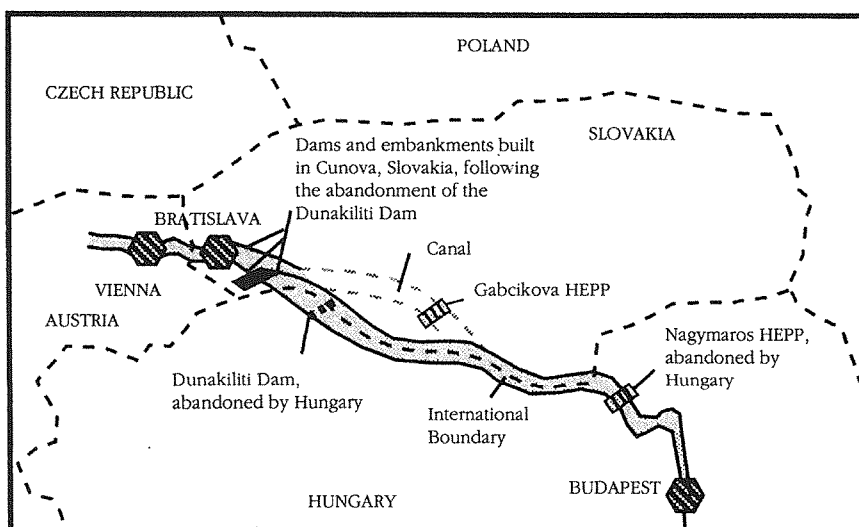 POLAND
CZECH REPUBLIC
SLOVAKIA
Dams and embankments built
in Cunova, Slovakia, following
the abandonment of the
Dunakiliti Dam
BRATISLAVA
Canal
VIENNA
Gabcikova HEPP
AUSTRIA
Nagymaros HEPP,
abandoned by
Hungary
Dunakiliti Dam,
abandoned by Hungary
International
Boundary
BUDAPEST
HUNGARY